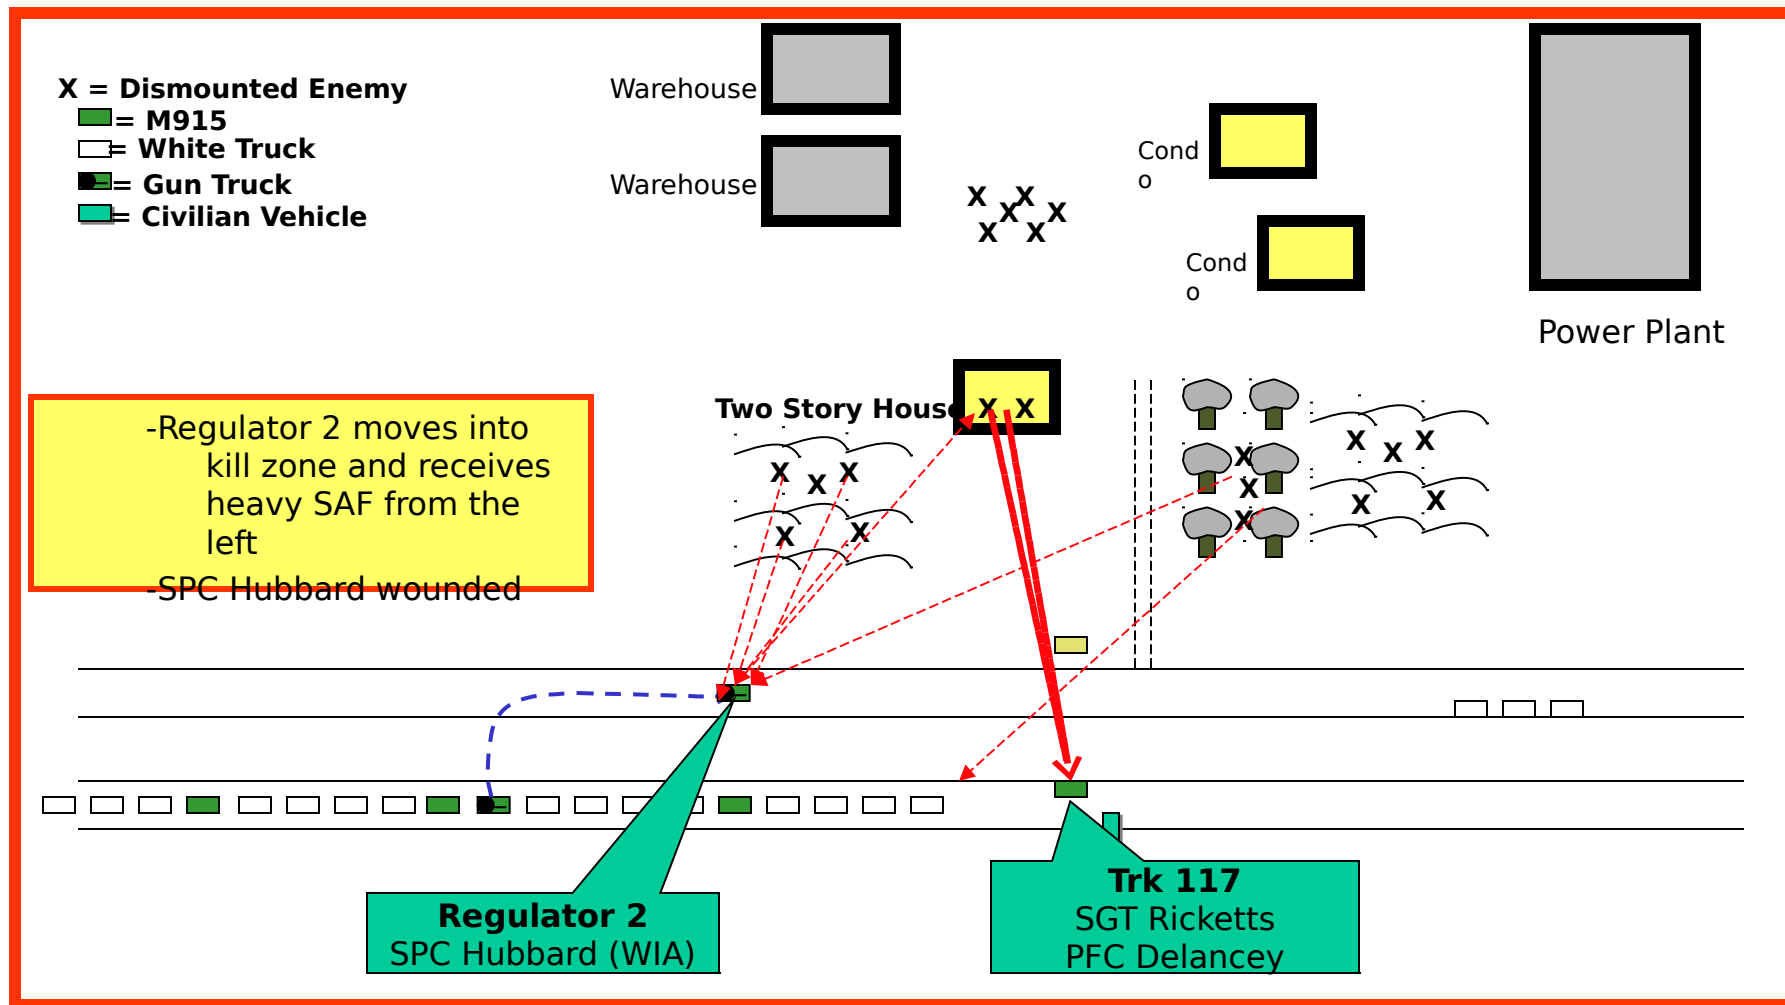 X = Dismounted Enemy
= M915
= White Truck
= Gun Truck
= Civilian Vehicle
Warehouse
Warehouse
Cond
o
Cond
o
Power Plant
X X
X X
X X
Two Story House
X X
X X X
X X
X
X
X
X X X
X X
-Regulator 2 moves into
kill zone and receives
heavy SAF from the
left
-SPC Hubbard wounded
Regulator 2
SPC Hubbard (WIA)
Trk 117
SGT Ricketts
PFC Delancey